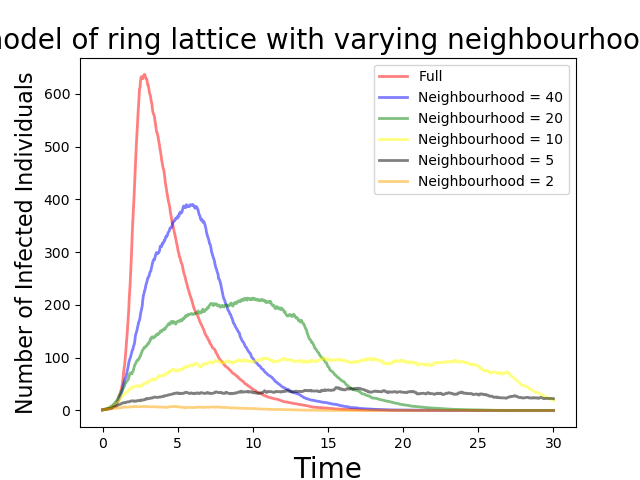 model of ring lattice with varying neighbourhoo
Number of Infected Individuals
600
500
400
300
200
100
0
Full
Neighbourhood = 40
Neighbourhood = 20
Neighbourhood = 10
Neighbourhood = 5
Neighbourhood = 2
0 5 10 15 20 25 30
Time